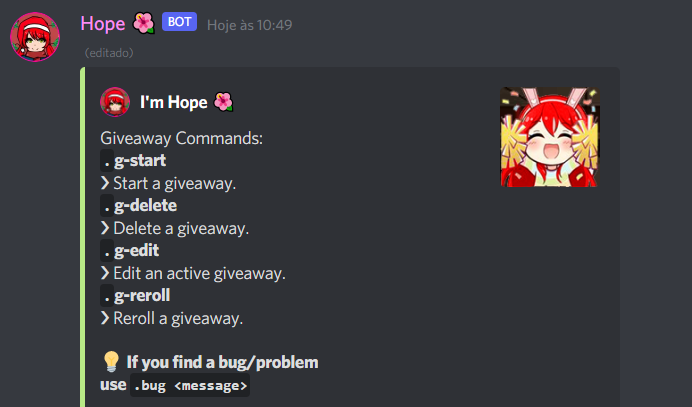 Hope 🌺 BOT Hoje às 10:49
(editado)
I'm Hope 🌺
Giveaway Commands:
.g-start
❯ Start a giveaway.
.g-delete
❯ Delete a giveaway.
.g-edit
❯ Edit an active giveaway.
.g-reroll
❯ Reroll a giveaway.
💡 If you find a bug/problem
use .bug <message>